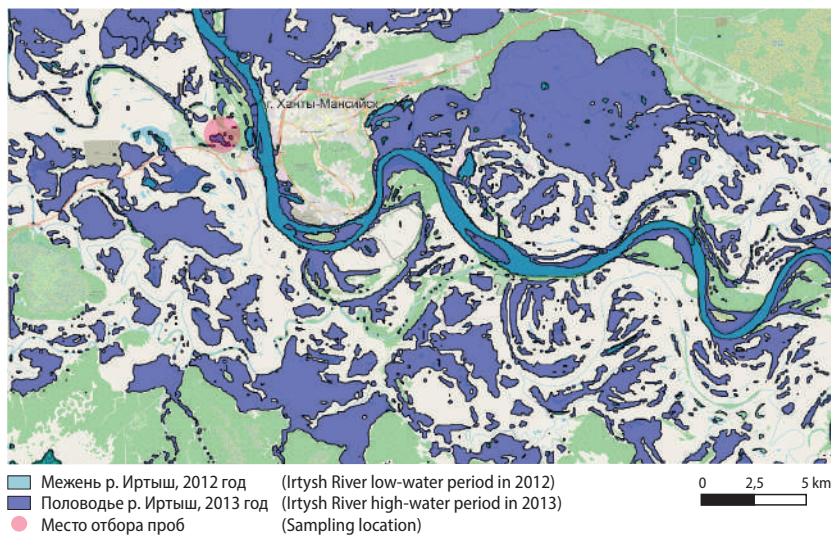 г. Ханты-Мансийск
Межень р. Иртыш, 2012 год (Irtysh River low-water period in 2012)
Половодье р. Иртыш, 2013 год (Irtysh River high-water period in 2013)
Место отбора проб (Sampling location)
0 2,5 5 km